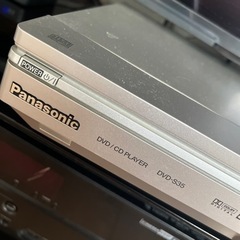 POWER ⏻/I
Panasonic
DVD / CD PLAYER DVD-S35